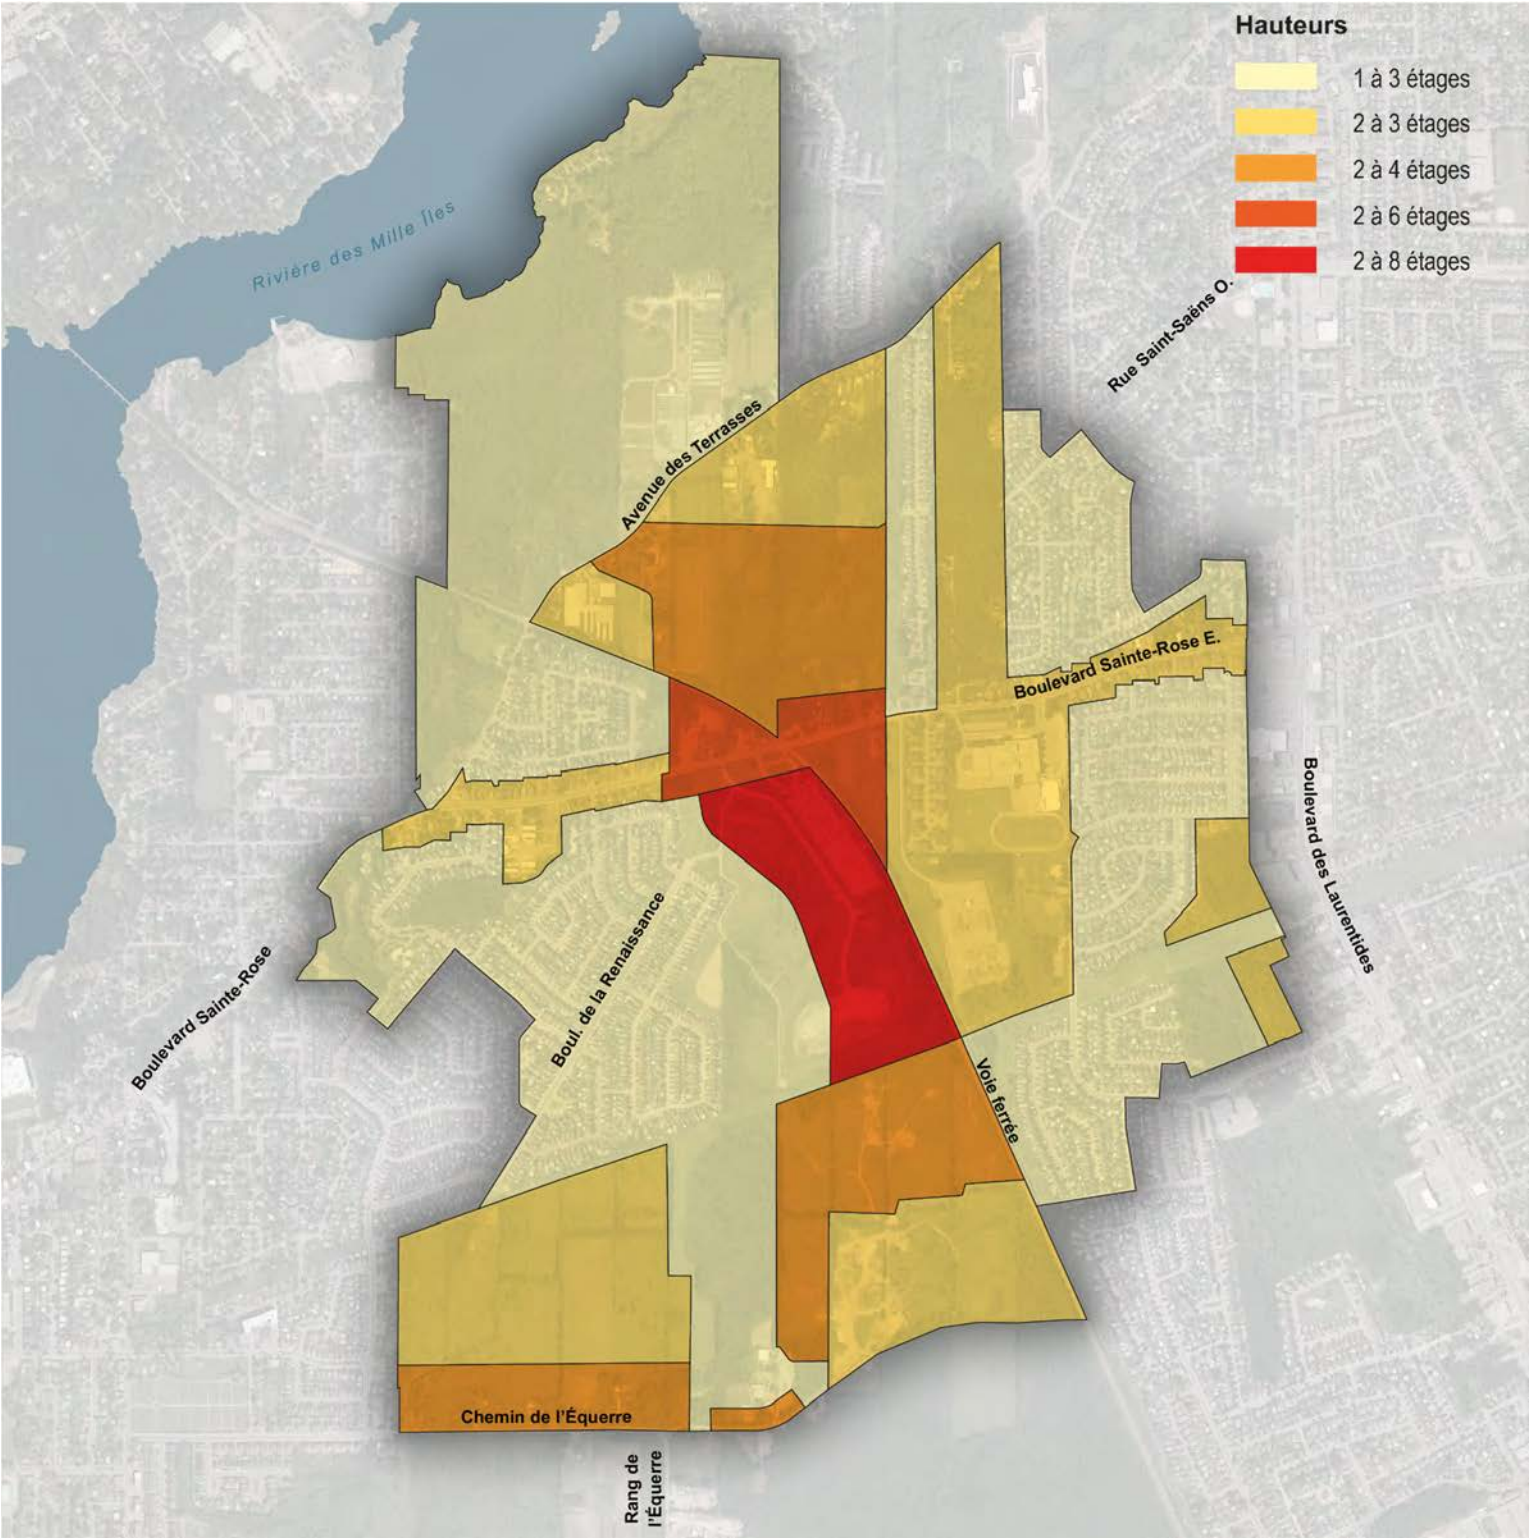 Hauteurs
1 à 3 étages
2 à 3 étages
2 à 4 étages
2 à 6 étages
2 à 8 étages
Rivière des Mille Îles
Rue Saint-Saëns O.
Avenue des Terrasses
Boulevard Sainte-Rose E.
Boulevard des Laurentides
Boul. de la Renaissance
Boulevard Sainte-Rose
Voie ferrée
Chemin de l'Équerre
Rang de
l'Équerre